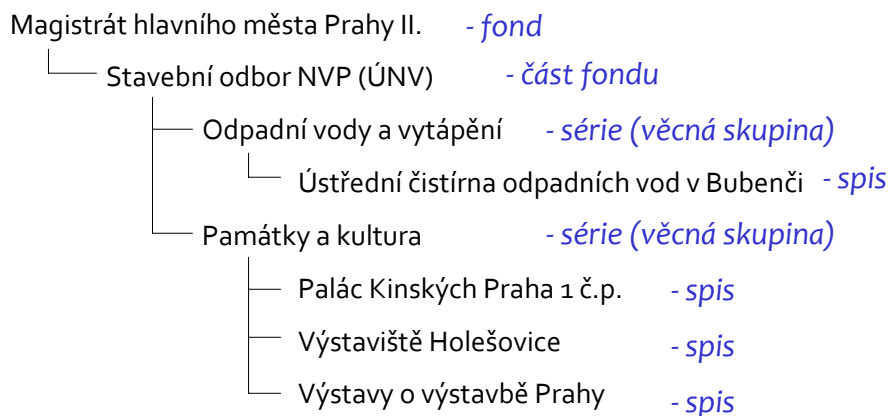 Magistrát hlavního města Prahy II. - fond
Stavební odbor NVP (ÚNV) - část fondu
Odpadní vody a vytápění - série (věcná skupina)
Ústřední čistírna odpadních vod v Bubenči - spis
Památky a kultura - série (věcná skupina)
Palác Kinských Praha 1 č.p. - spis
Výstaviště Holešovice - spis
Výstavy o výstavbě Prahy - spis